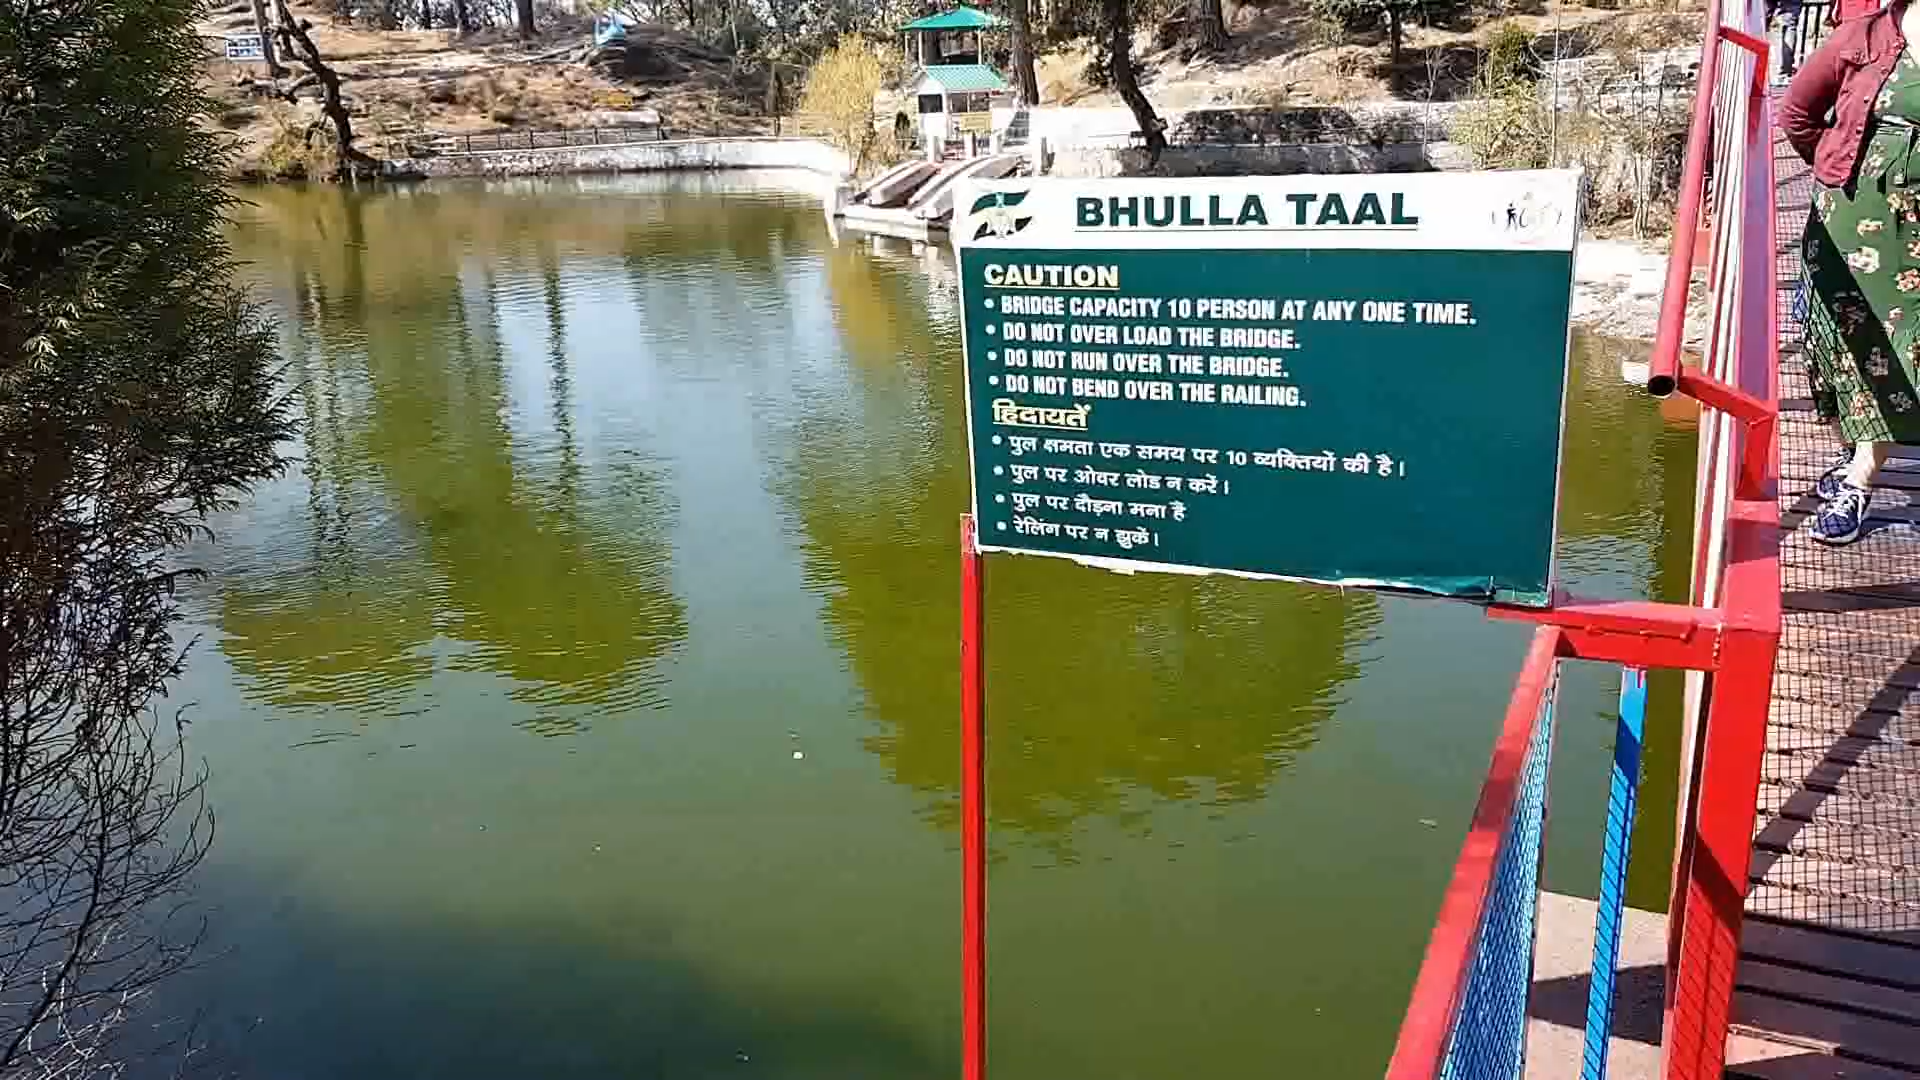 BHULLA TAAL
CAUTION
• BRIDGE CAPACITY 10 PERSON AT ANY ONE TIME.
• DO NOT OVER LOAD THE BRIDGE.
• DO NOT RUN OVER THE BRIDGE.
• DO NOT BEND OVER THE RAILING.
हिदायतें
• पुल क्षमता एक समय पर 10 व्यक्तियों की है।
• पुल पर ओवर लोड न करें।
• पुल पर दौड़ना मना है
• रेलिंग पर न झुकें।